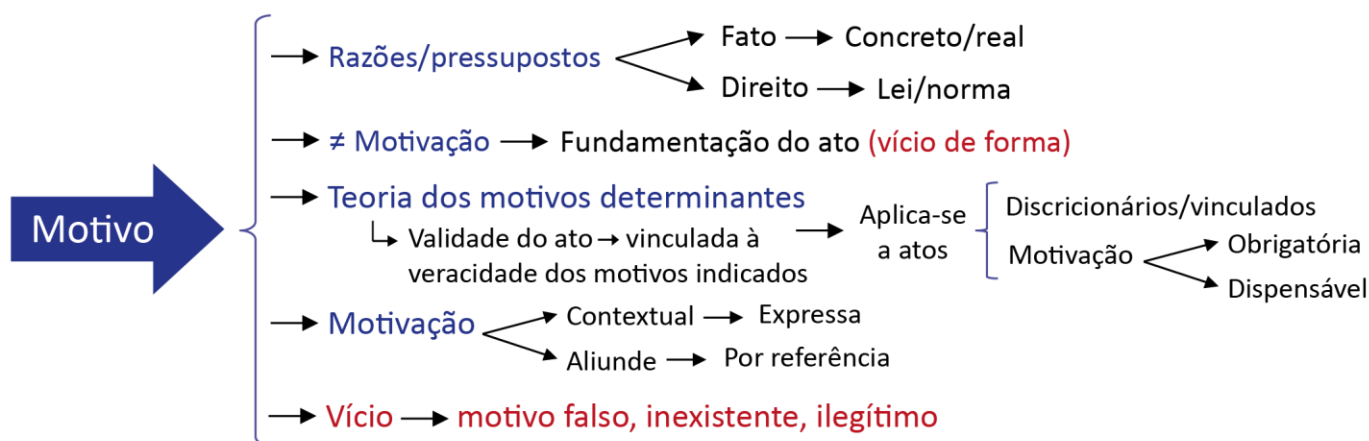 Motivo
Razões/pressupostos
Fato → Concreto/real
Direito → Lei/norma
≠ Motivação → Fundamentação do ato (vício de forma)
Teoria dos motivos determinantes
Validade do ato → vinculada à
veracidade dos motivos indicados
Aplica-se
a atos
Discricionários/vinculados
Motivação
Obrigatória
Dispensável
Motivação
Contextual → Expressa
Aliunde → Por referência
Vício → motivo falso, inexistente, ilegítimo